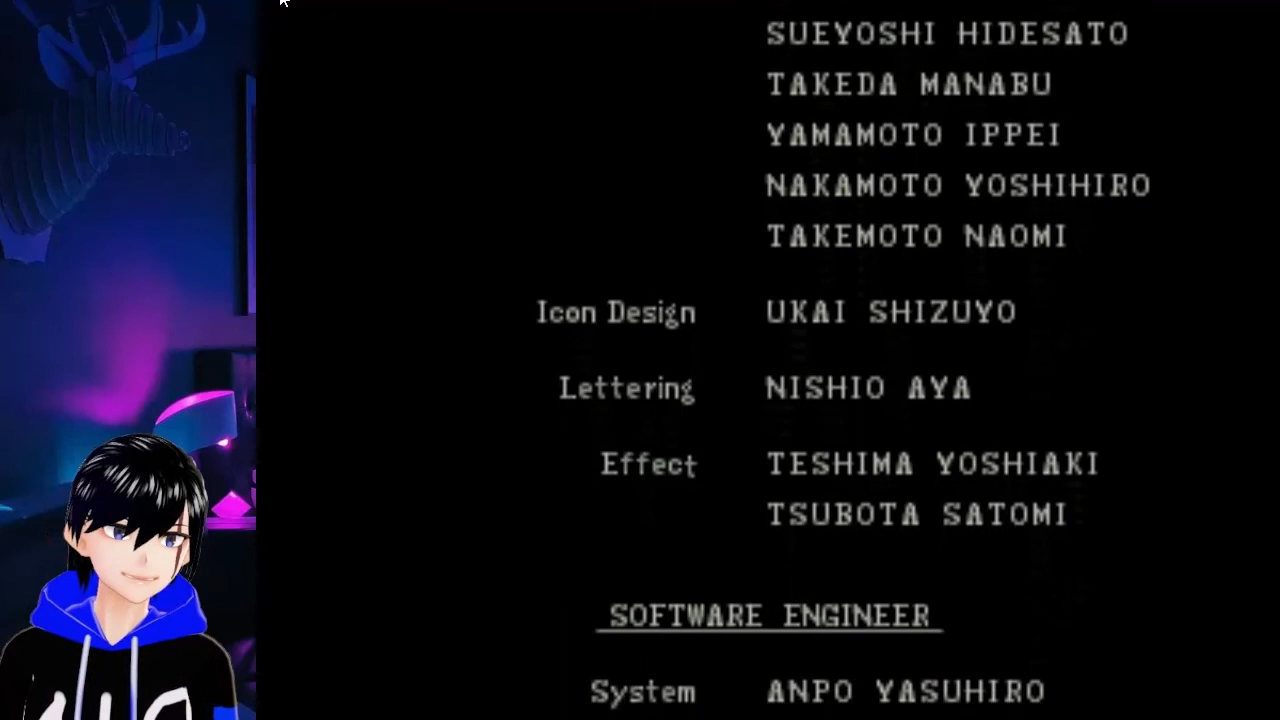 SUEYOSHI HIDESATO
TAKEDA MANABU
YAMAMOTO IPPEI
NAKAMOTO YOSHIHIRO
TAKEMOTO NAOMI
Icon Design UKAI SHIZUYO
Lettering NISHIO AYA
Effect TESHIMA YOSHIAKI
TSUBOTA SATOMI
SOFTWARE ENGINEER
System ANPO YASUHIRO